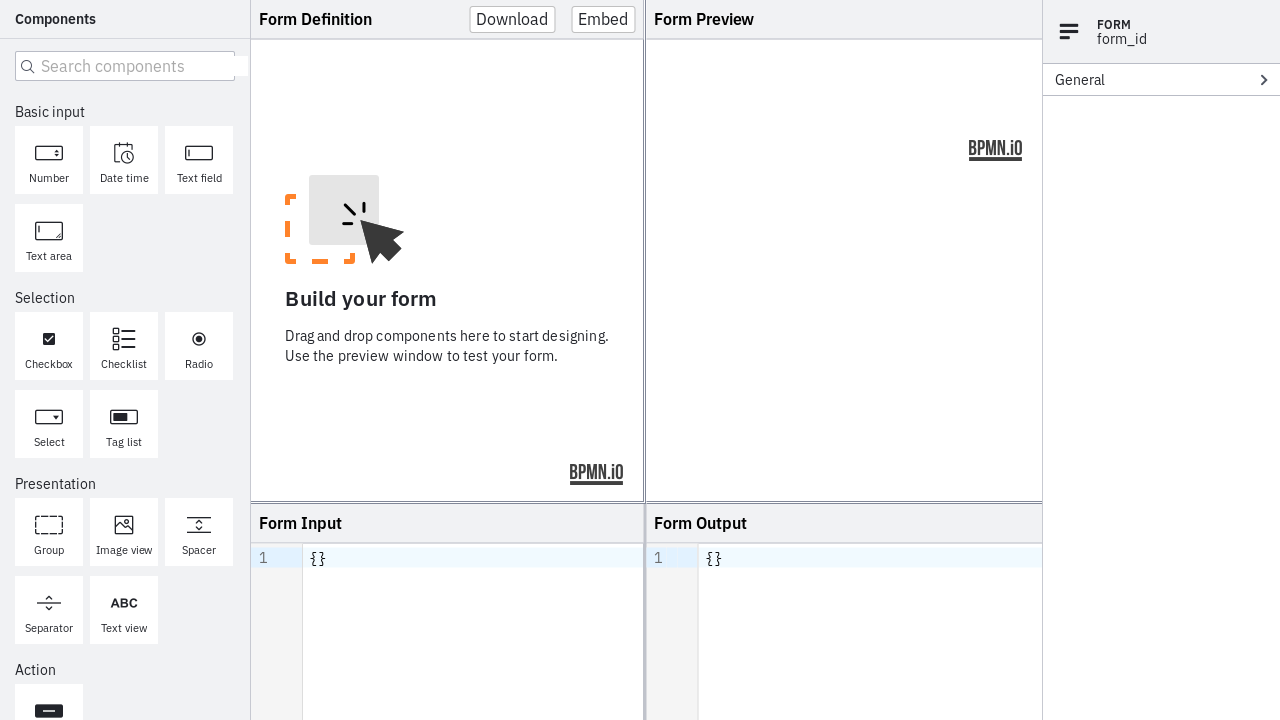 Components
Search components
Basic input
Number
Date time
Text field
Text area
Selection
Checkbox
Checklist
Radio
Select
Tag list
Presentation
Group
Image view
Spacer
Separator
ABC
Text view
Action
Form Definition
Download
Embed
Build your form
Drag and drop components here to start designing.
Use the preview window to test your form.
BPMN.iO
Form Preview
BPMN.iO
Form Input
1
{}
Form Output
1
{}
FORM
form_id
General